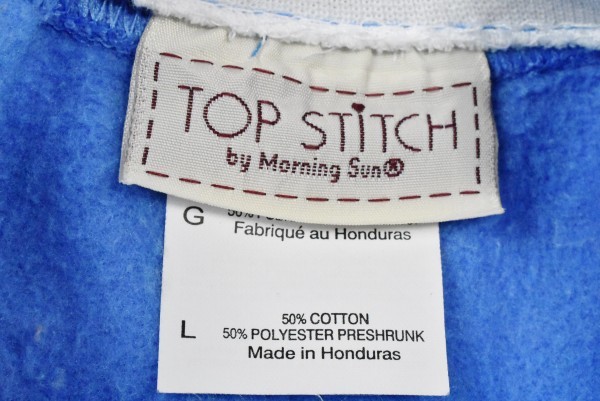 TOP STiTCH
by Morning Sun®
G
Fabriqué au Honduras
50% COTTON
L 50% POLYESTER PRESHRUNK
Made in Honduras